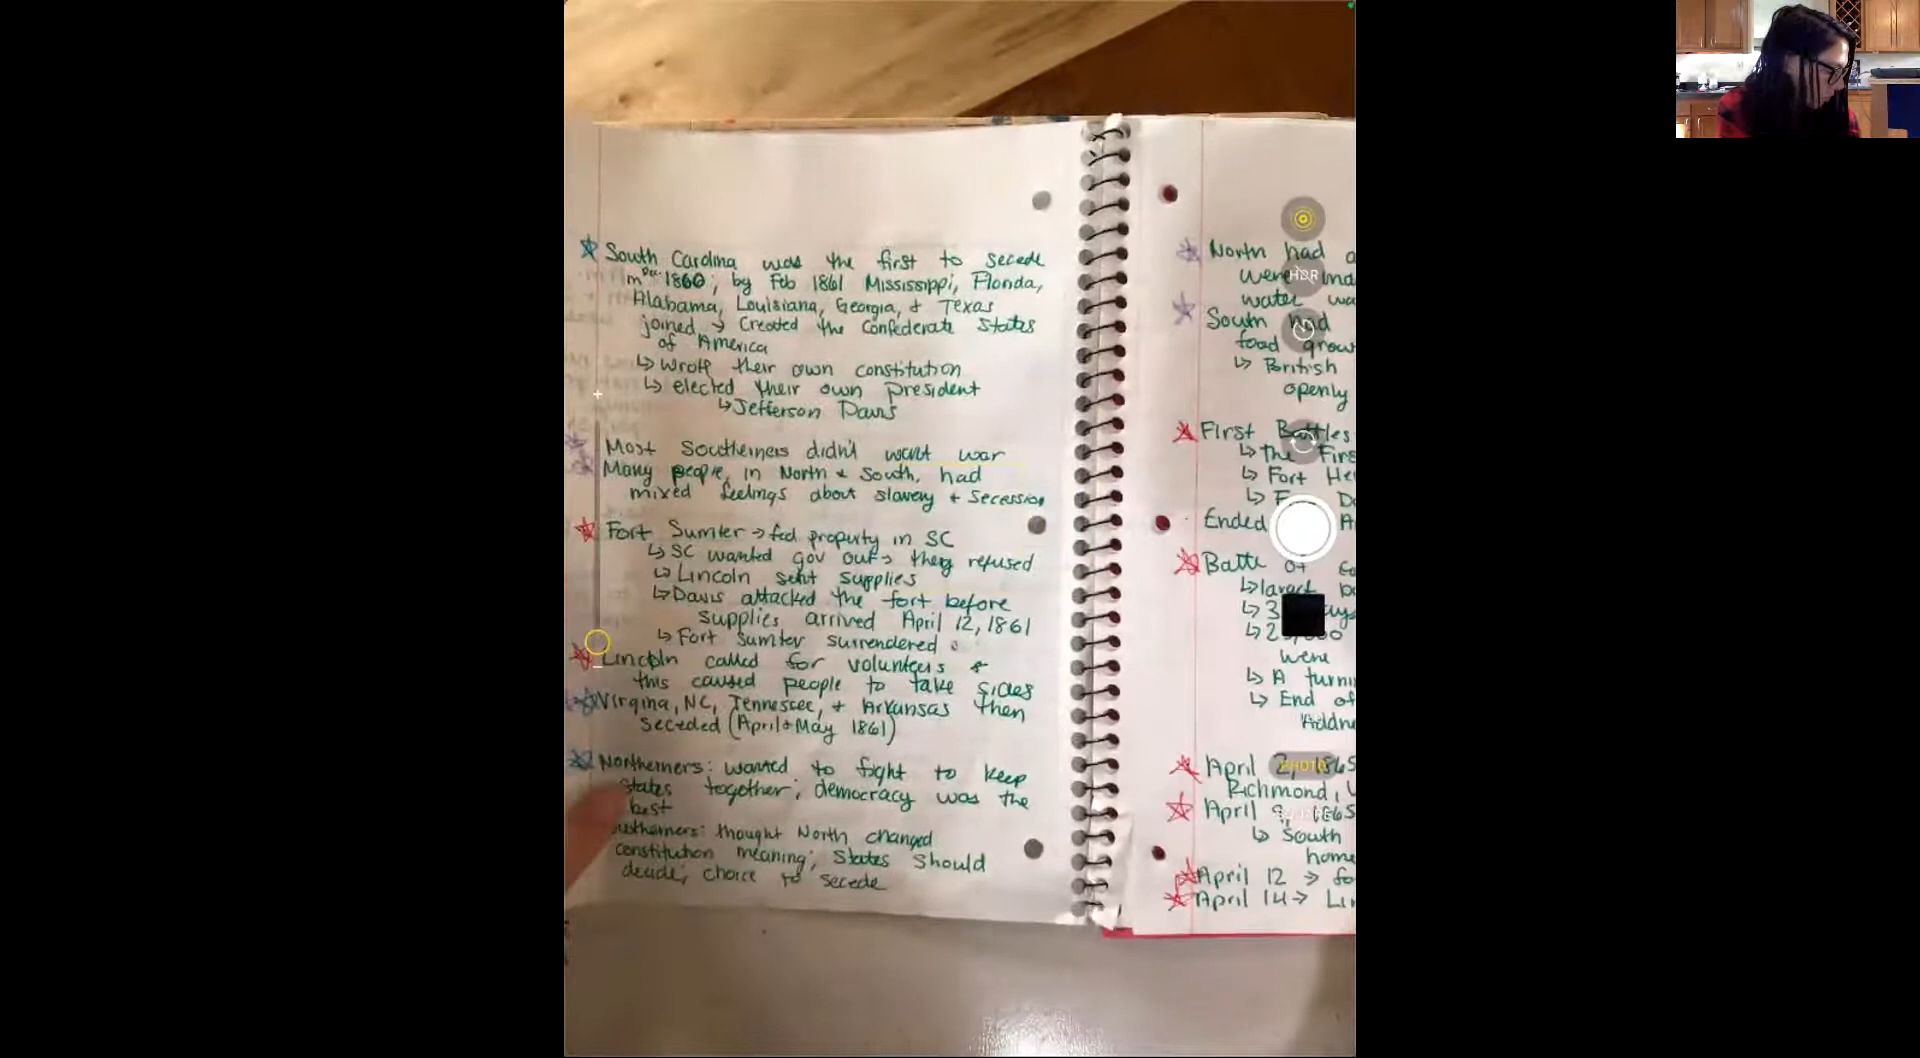 South Carolina was the first to secede
in Dec 1860; by Feb 1861 Mississippi, Florida,
Alabama, Louisiana, Georgia, & Texas
joined → Created the Confederate States
of America
↳ Wrote their own constitution
↳ elected their own president
↳ Jefferson Davis
Most Southerners didn't want war
Many people, in North & South, had
mixed feelings about slavery + secession
Fort Sumter → fed property in SC
↳ SC wanted gov out → they refused
↳ Lincoln sent supplies
↳ Davis attacked the fort before
supplies arrived April 12, 1861
↳ Fort Sumter surrendered
Lincoln called for volunteers &
this caused people to take sides
Virgina, NC, Tennessee, + Arkansas then
seceded (April+May 1861)
Northerners: wanted to fight to keep
states together; democracy was the
best
thought North changed
constitution meaning; States should
decide; choice to secede
North had
were
water
South had
food
↳ British
openly
First Battles
↳ The
↳ Fort
↳
Ended
Battle of
↳
↳ 3
↳
were
↳ A
↳ End of
April 2,
Richmond,
April
↳ South
home
April 12 →
April 14 →
HDR
PHOTO